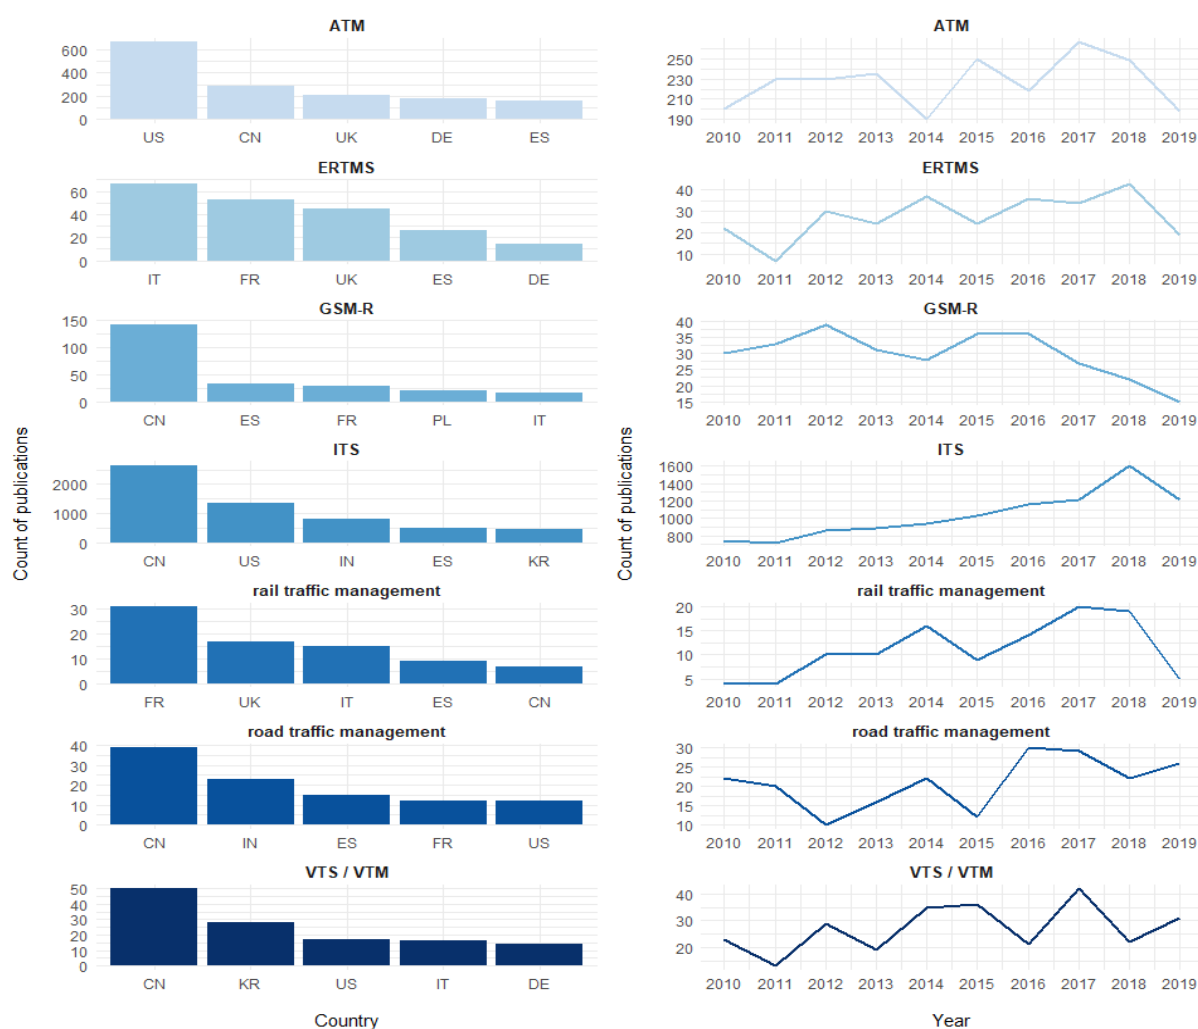 ATM
600
400
200
0
US CN UK DE ES
ERTMS
60
40
20
0
IT FR UK ES DE
GSM-R
150
100
50
0
CN ES FR PL IT
ITS
2000
1000
0
CN US IN ES KR
rail traffic management
30
20
10
0
FR UK IT ES CN
road traffic management
40
30
20
10
0
CN IN ES FR US
VTS / VTM
50
40
30
20
10
0
CN KR US IT DE
Count of publications
Country
ATM
250
230
210
190
2010 2011 2012 2013 2014 2015 2016 2017 2018 2019
ERTMS
40
30
20
10
2010 2011 2012 2013 2014 2015 2016 2017 2018 2019
GSM-R
40
35
30
25
20
15
2010 2011 2012 2013 2014 2015 2016 2017 2018 2019
ITS
1600
1400
1200
1000
800
2010 2011 2012 2013 2014 2015 2016 2017 2018 2019
rail traffic management
20
15
10
5
2010 2011 2012 2013 2014 2015 2016 2017 2018 2019
road traffic management
30
25
20
15
10
2010 2011 2012 2013 2014 2015 2016 2017 2018 2019
VTS / VTM
40
30
20
2010 2011 2012 2013 2014 2015 2016 2017 2018 2019
Count of publications
Year